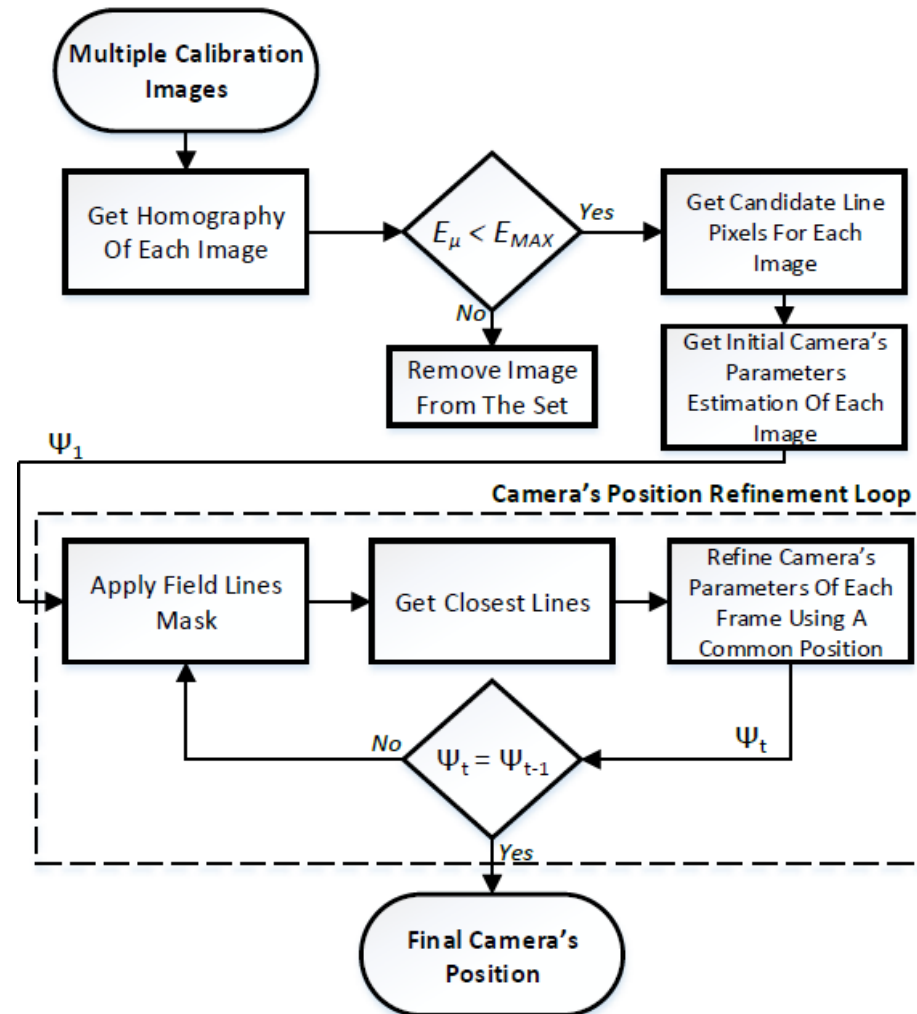 Multiple Calibration
Images
Get Homography
Of Each Image
E_μ < E_MAX
Yes
No
Get Candidate Line
Pixels For Each
Image
Remove Image
From The Set
Get Initial Camera's
Parameters
Estimation Of Each
Image
Ψ₁
Camera's Position Refinement Loop
Apply Field Lines
Mask
Get Closest Lines
Refine Camera's
Parameters Of Each
Frame Using A
Common Position
No
Ψ_t = Ψ_t-1
Ψ_t
Yes
Final Camera's
Position